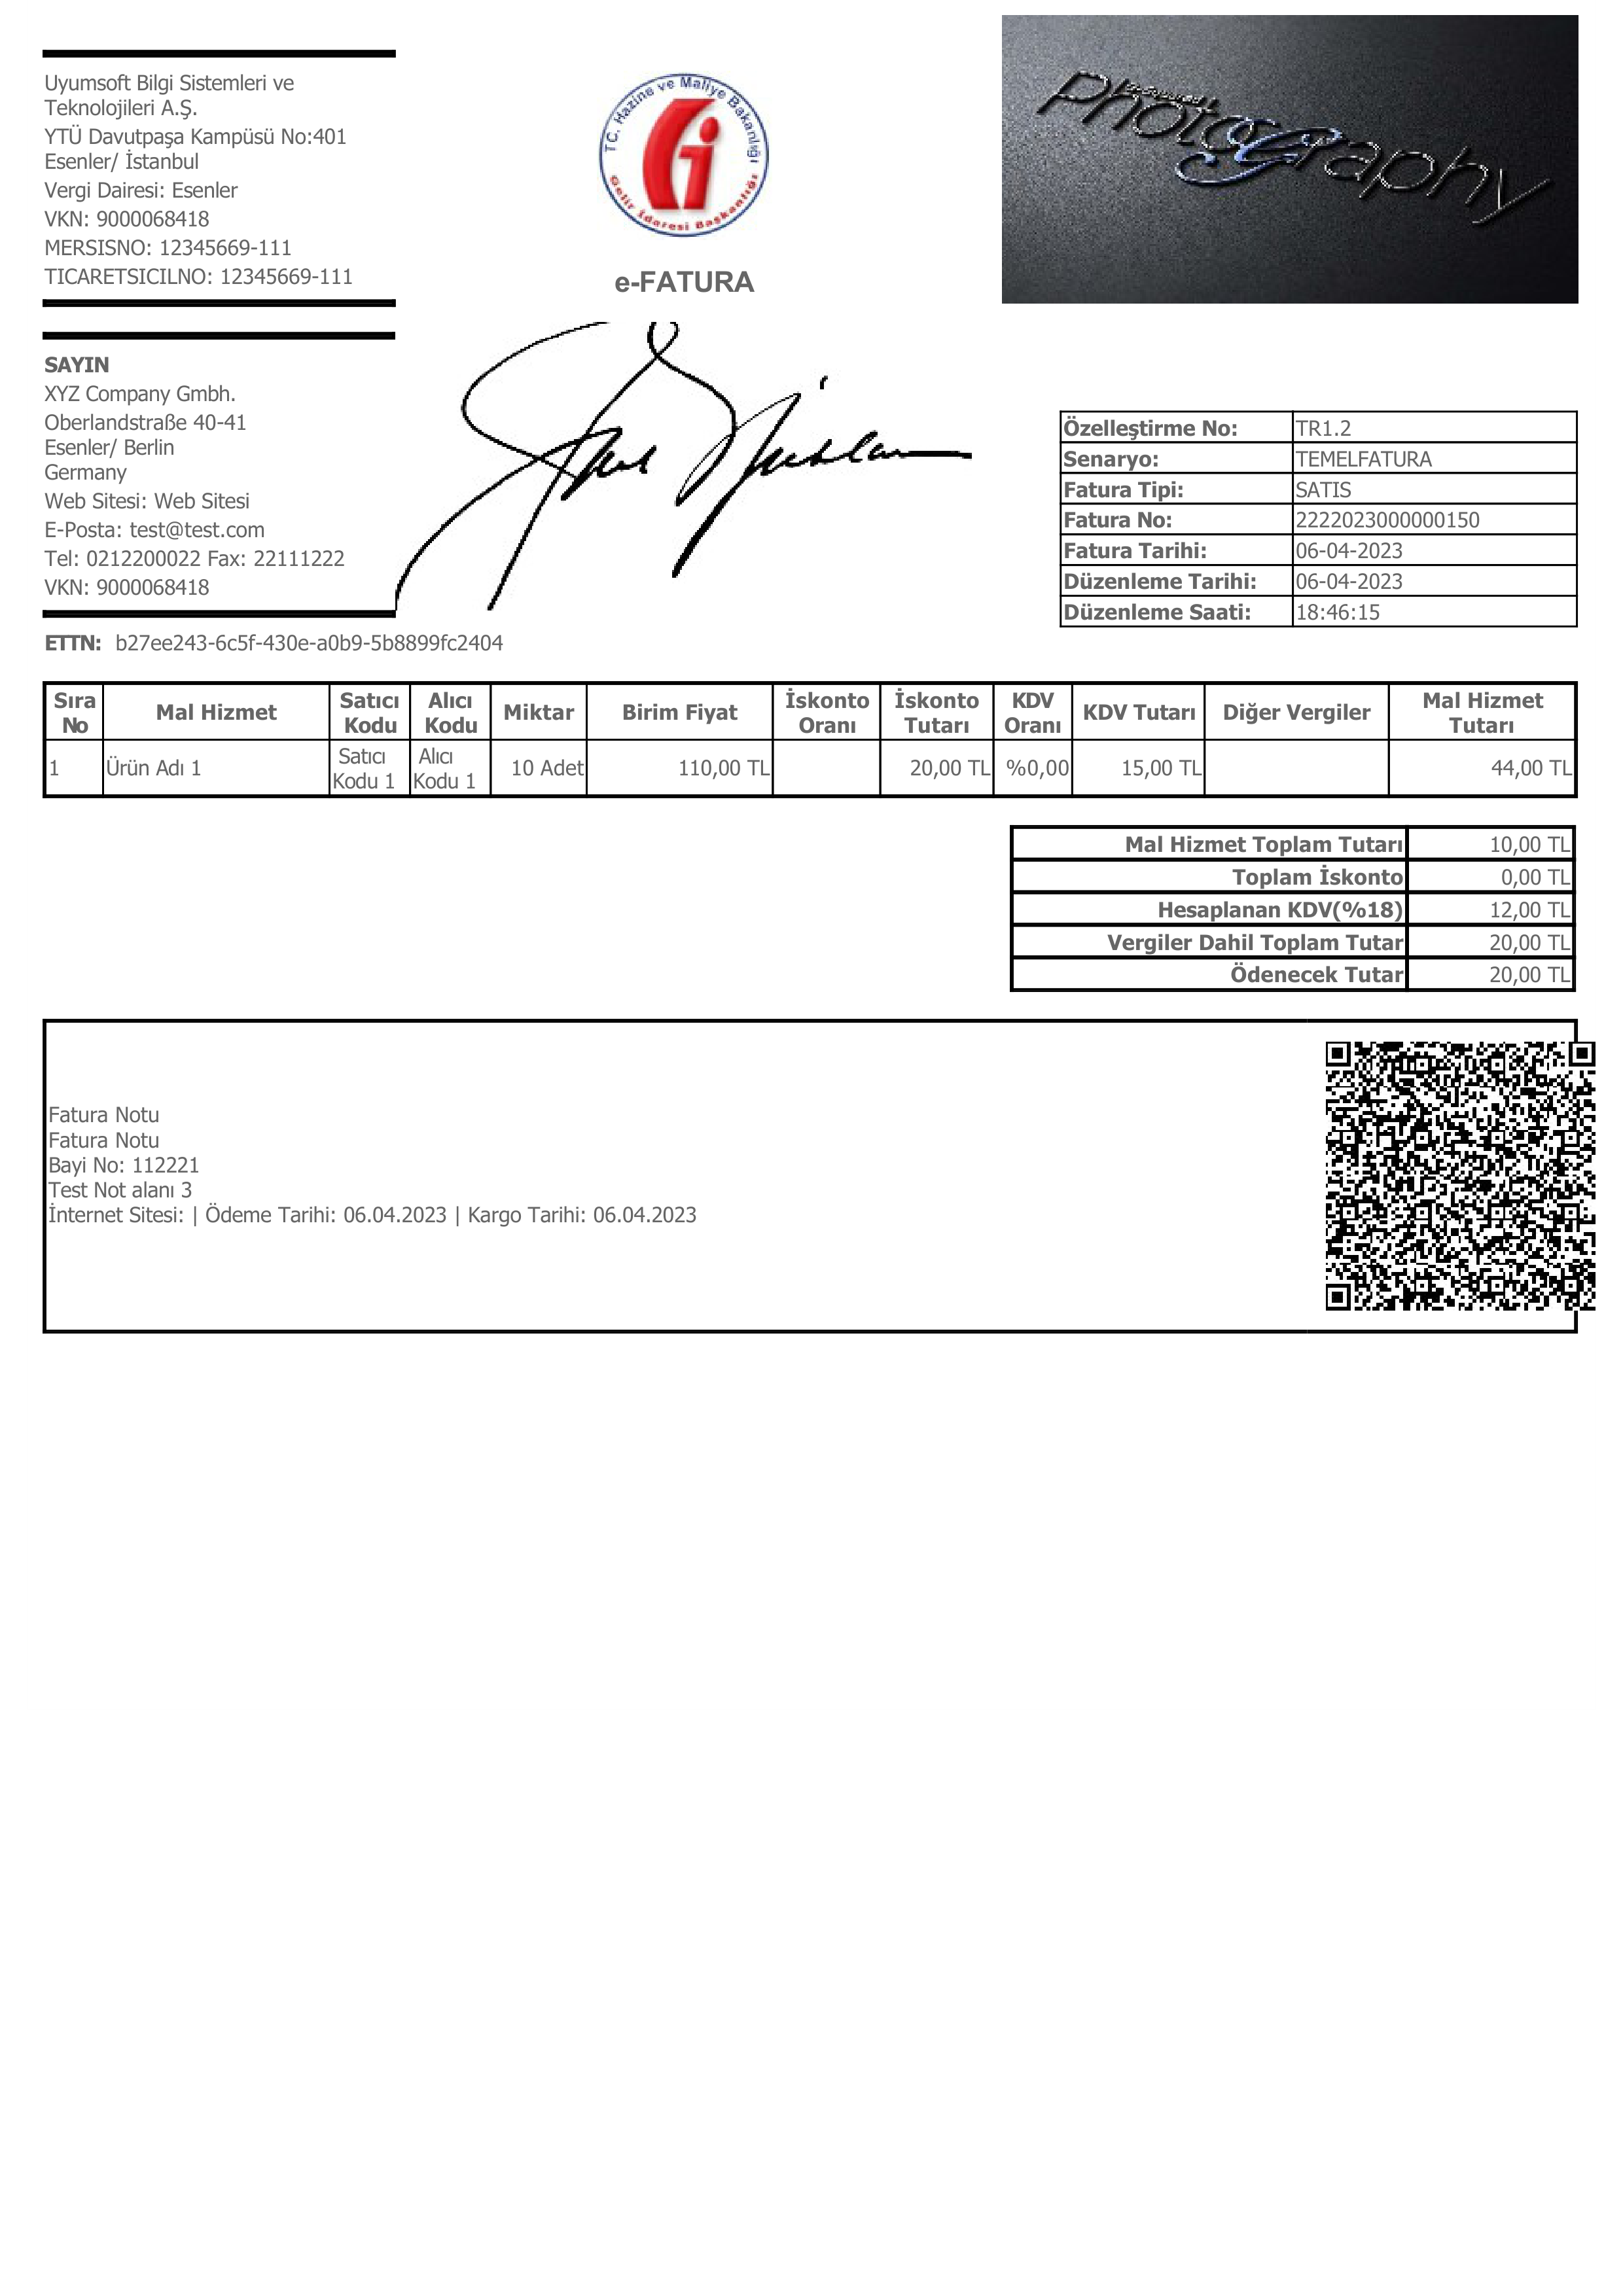 Uyumsoft Bilgi Sistemleri ve
Teknolojileri A.Ş.
YTÜ Davutpaşa Kampüsü No:401
Esenler/ İstanbul
Vergi Dairesi: Esenler
VKN: 9000068418
MERSISNO: 12345669-111
TICARETSICILNO: 12345669-111
T.C. Hazine ve Maliye Bakanlığı
Gelir İdaresi Başkanlığı
e-FATURA
photography
SAYIN
XYZ Company Gmbh.
Oberlandstraße 40-41
Esenler/ Berlin
Germany
Web Sitesi: Web Sitesi
E-Posta: test@test.com
Tel: 0212200022 Fax: 22111222
VKN: 9000068418
Özelleştirme No: TR1.2
Senaryo: TEMELFATURA
Fatura Tipi: SATIS
Fatura No: 2222023000000150
Fatura Tarihi: 06-04-2023
Düzenleme Tarihi: 06-04-2023
Düzenleme Saati: 18:46:15
ETTN: b27ee243-6c5f-430e-a0b9-5b8899fc2404
Sıra No Mal Hizmet Satıcı Kodu Alıcı Kodu Miktar Birim Fiyat İskonto Oranı İskonto Tutarı KDV Oranı KDV Tutarı Diğer Vergiler Mal Hizmet Tutarı
1 Ürün Adı 1 Satıcı Kodu 1 Alıcı Kodu 1 10 Adet 110,00 TL 20,00 TL %0,00 15,00 TL 44,00 TL
Mal Hizmet Toplam Tutarı 10,00 TL
Toplam İskonto 0,00 TL
Hesaplanan KDV(%18) 12,00 TL
Vergiler Dahil Toplam Tutar 20,00 TL
Ödenecek Tutar 20,00 TL
Fatura Notu
Fatura Notu
Bayi No: 112221
Test Not alanı 3
İnternet Sitesi: | Ödeme Tarihi: 06.04.2023 | Kargo Tarihi: 06.04.2023